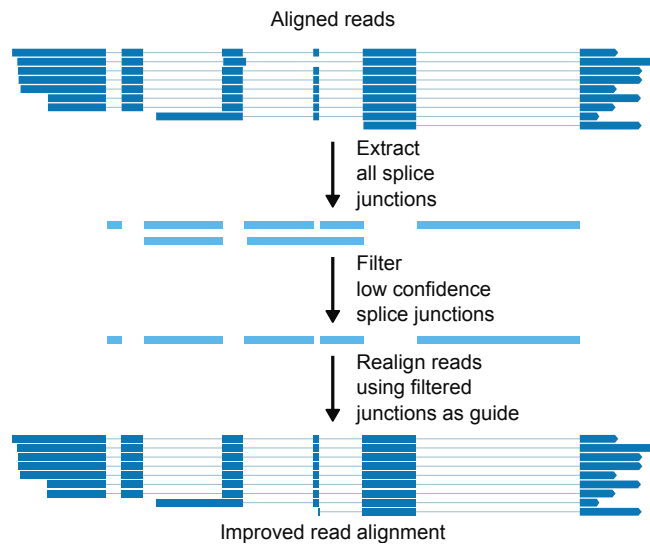 Aligned reads
Extract
all splice
junctions
Filter
low confidence
splice junctions
Realign reads
using filtered
junctions as guide
Improved read alignment